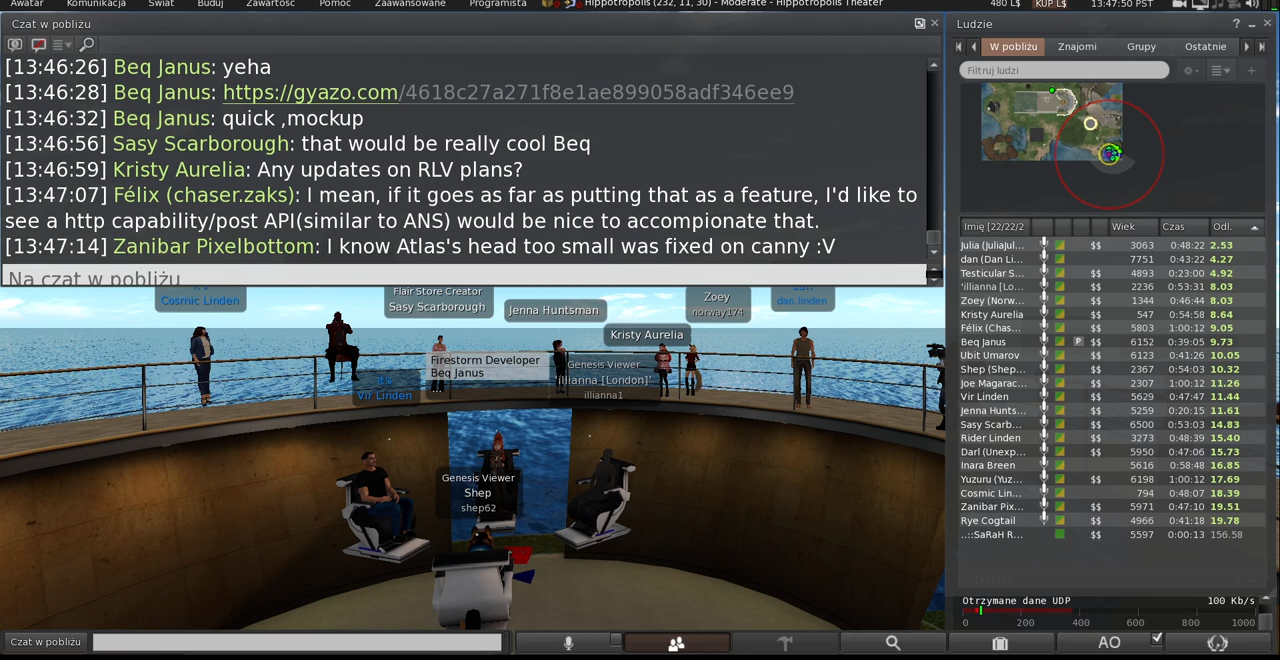 Awatar Komunikacja Świat Buduj Zawartość Pomoc Zaawansowane Programista Hippotropolis (232, 11, 30) - Moderate - Hippotropolis Theater 480 L$ KUP L$ 13:47:50 PST
Czat w pobliżu
[13:46:26] Beq Janus: yeha
[13:46:28] Beq Janus: https://gyazo.com/4618c27a271f8e1ae899058adf346ee9
[13:46:32] Beq Janus: quick ,mockup
[13:46:56] Sasy Scarborough: that would be really cool Beq
[13:46:59] Kristy Aurelia: Any updates on RLV plans?
[13:47:07] Félix (chaser.zaks): I mean, if it goes as far as putting that as a feature, I'd like to
see a http capability/post API(similar to ANS) would be nice to accompionate that.
[13:47:14] Zanibar Pixelbottom: I know Atlas's head too small was fixed on canny :V
Na czat w pobliżu
Cosmic Linden
Flair Store Creator
Sasy Scarborough
Jenna Huntsman
Zoey
norway174
dan.linden
Kristy Aurelia
Firestorm Developer
Beq Janus
Genesis Viewer
'illianna [London]'
illianna1
it's
Vir Linden
Genesis Viewer
Shep
shep62
Czat w pobliżu
Ludzie
W pobliżu Znajomi Grupy Ostatnie
Filtruj ludzi
Imię [22/22/2 Wiek Czas Odl.
Julia (JuliaJul... $$ 3063 0:48:22 2.53
dan (Dan Li... 7751 0:43:22 4.27
Testicular S... $$ 4893 0:23:00 4.92
'illianna [Lo... $$ 2236 0:53:31 8.03
Zoey (Norw... $$ 1344 0:46:44 8.03
Kristy Aurelia $$ 547 0:54:58 8.64
Félix (Chas... $$ 5803 1:00:12 9.05
Beq Janus P $$ 6152 0:39:05 9.73
Ubit Umarov $$ 6123 0:41:26 10.05
Shep (Shep... $$ 2367 0:54:03 10.32
Joe Magarac... $$ 2307 1:00:12 11.26
Vir Linden $$ 5629 0:47:47 11.44
Jenna Hunts... $$ 5259 0:20:15 11.61
Sasy Scarb... $$ 6500 0:53:03 14.83
Rider Linden $$ 3273 0:48:39 15.40
Darl (Unexp... $$ 5950 0:47:06 15.73
Inara Breen 5616 0:58:48 16.85
Yuzuru (Yuz... $$ 6198 1:00:12 17.69
Cosmic Lin... 794 0:48:07 18.39
Zanibar Pix... $$ 5971 0:47:10 19.51
Rye Cogtail $$ 4966 0:41:18 19.78
..::SaRaH R... $$ 5597 0:00:13 156.58
Otrzymane dane UDP 100 Kb/s
0 200 400 600 800 1000
AO